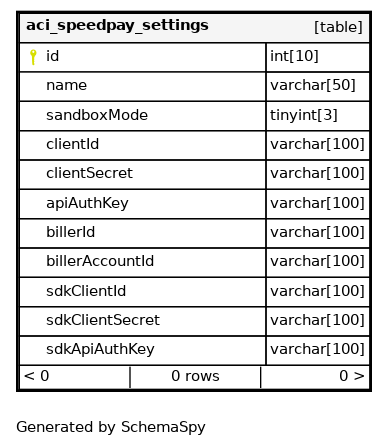 aci_speedpay_settings [table]
id int[10]
name varchar[50]
sandboxMode tinyint[3]
clientId varchar[100]
clientSecret varchar[100]
apiAuthKey varchar[100]
billerId varchar[100]
billerAccountId varchar[100]
sdkClientId varchar[100]
sdkClientSecret varchar[100]
sdkApiAuthKey varchar[100]
< 0 0 rows 0 >
Generated by SchemaSpy